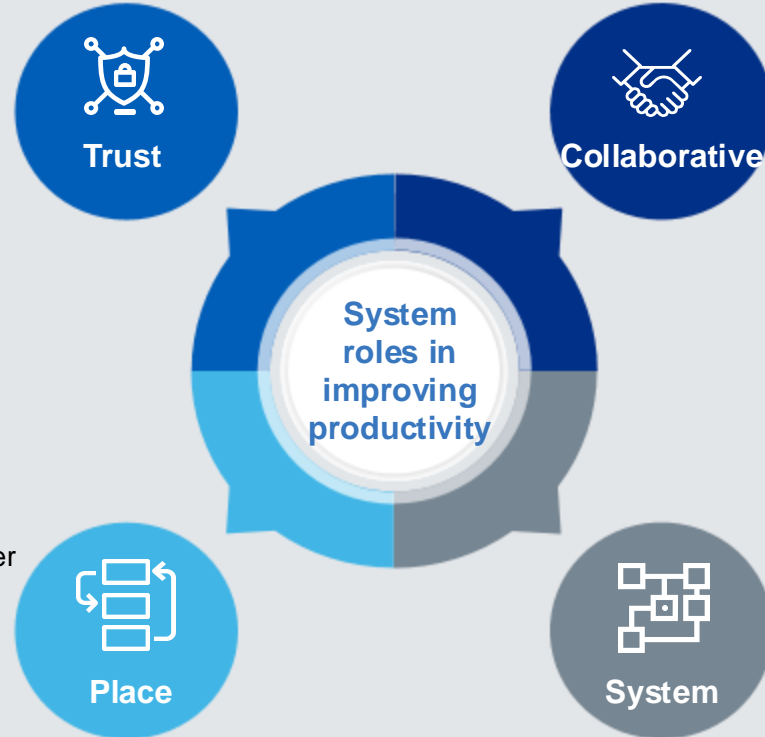 Trust
Collaborative
System
roles in
improving
productivity
er
Place
System